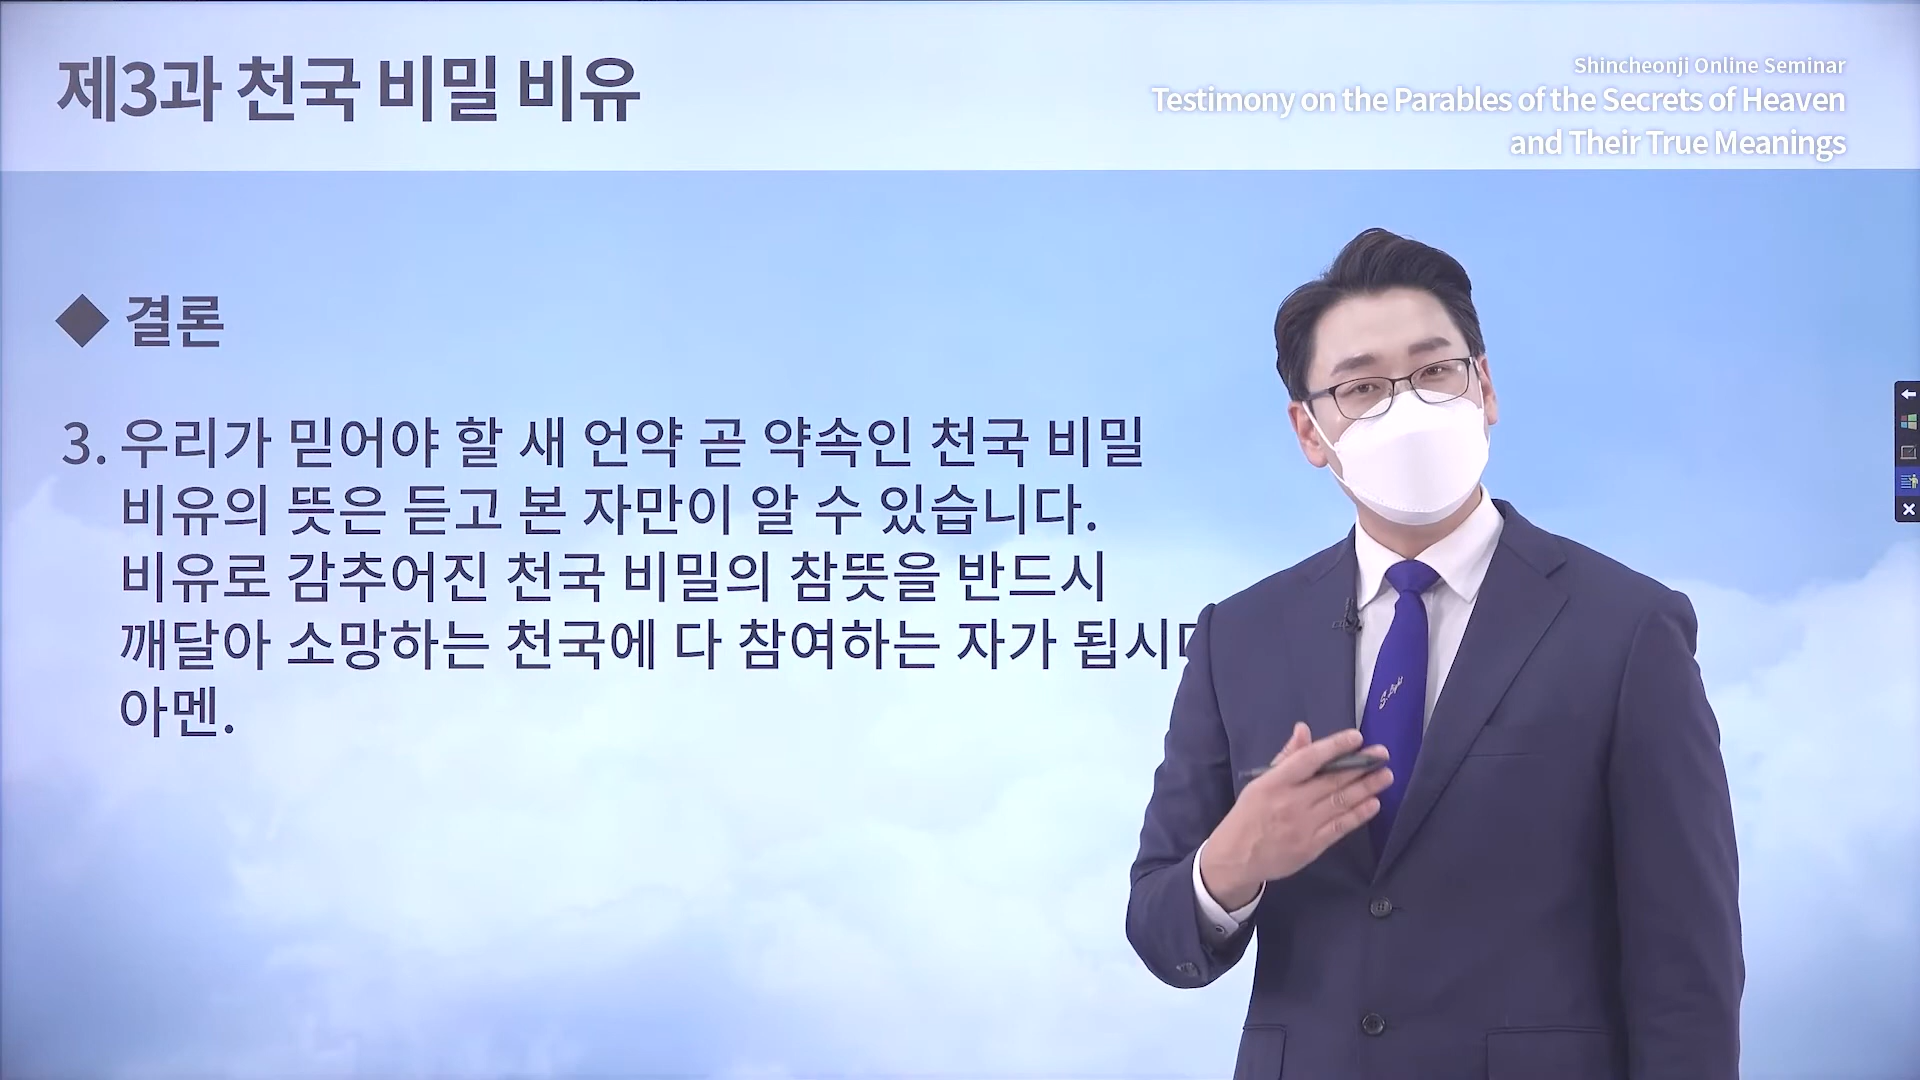 제3과 천국 비밀 비유
Shincheonji Online Seminar
Testimony on the Parables of the Secrets of Heaven
and Their True Meanings
◆ 결론
3. 우리가 믿어야 할 새 언약 곧 약속인 천국 비밀
비유의 뜻은 듣고 본 자만이 알 수 있습니다.
비유로 감추어진 천국 비밀의 참뜻을 반드시
깨달아 소망하는 천국에 다 참여하는 자가
아멘.